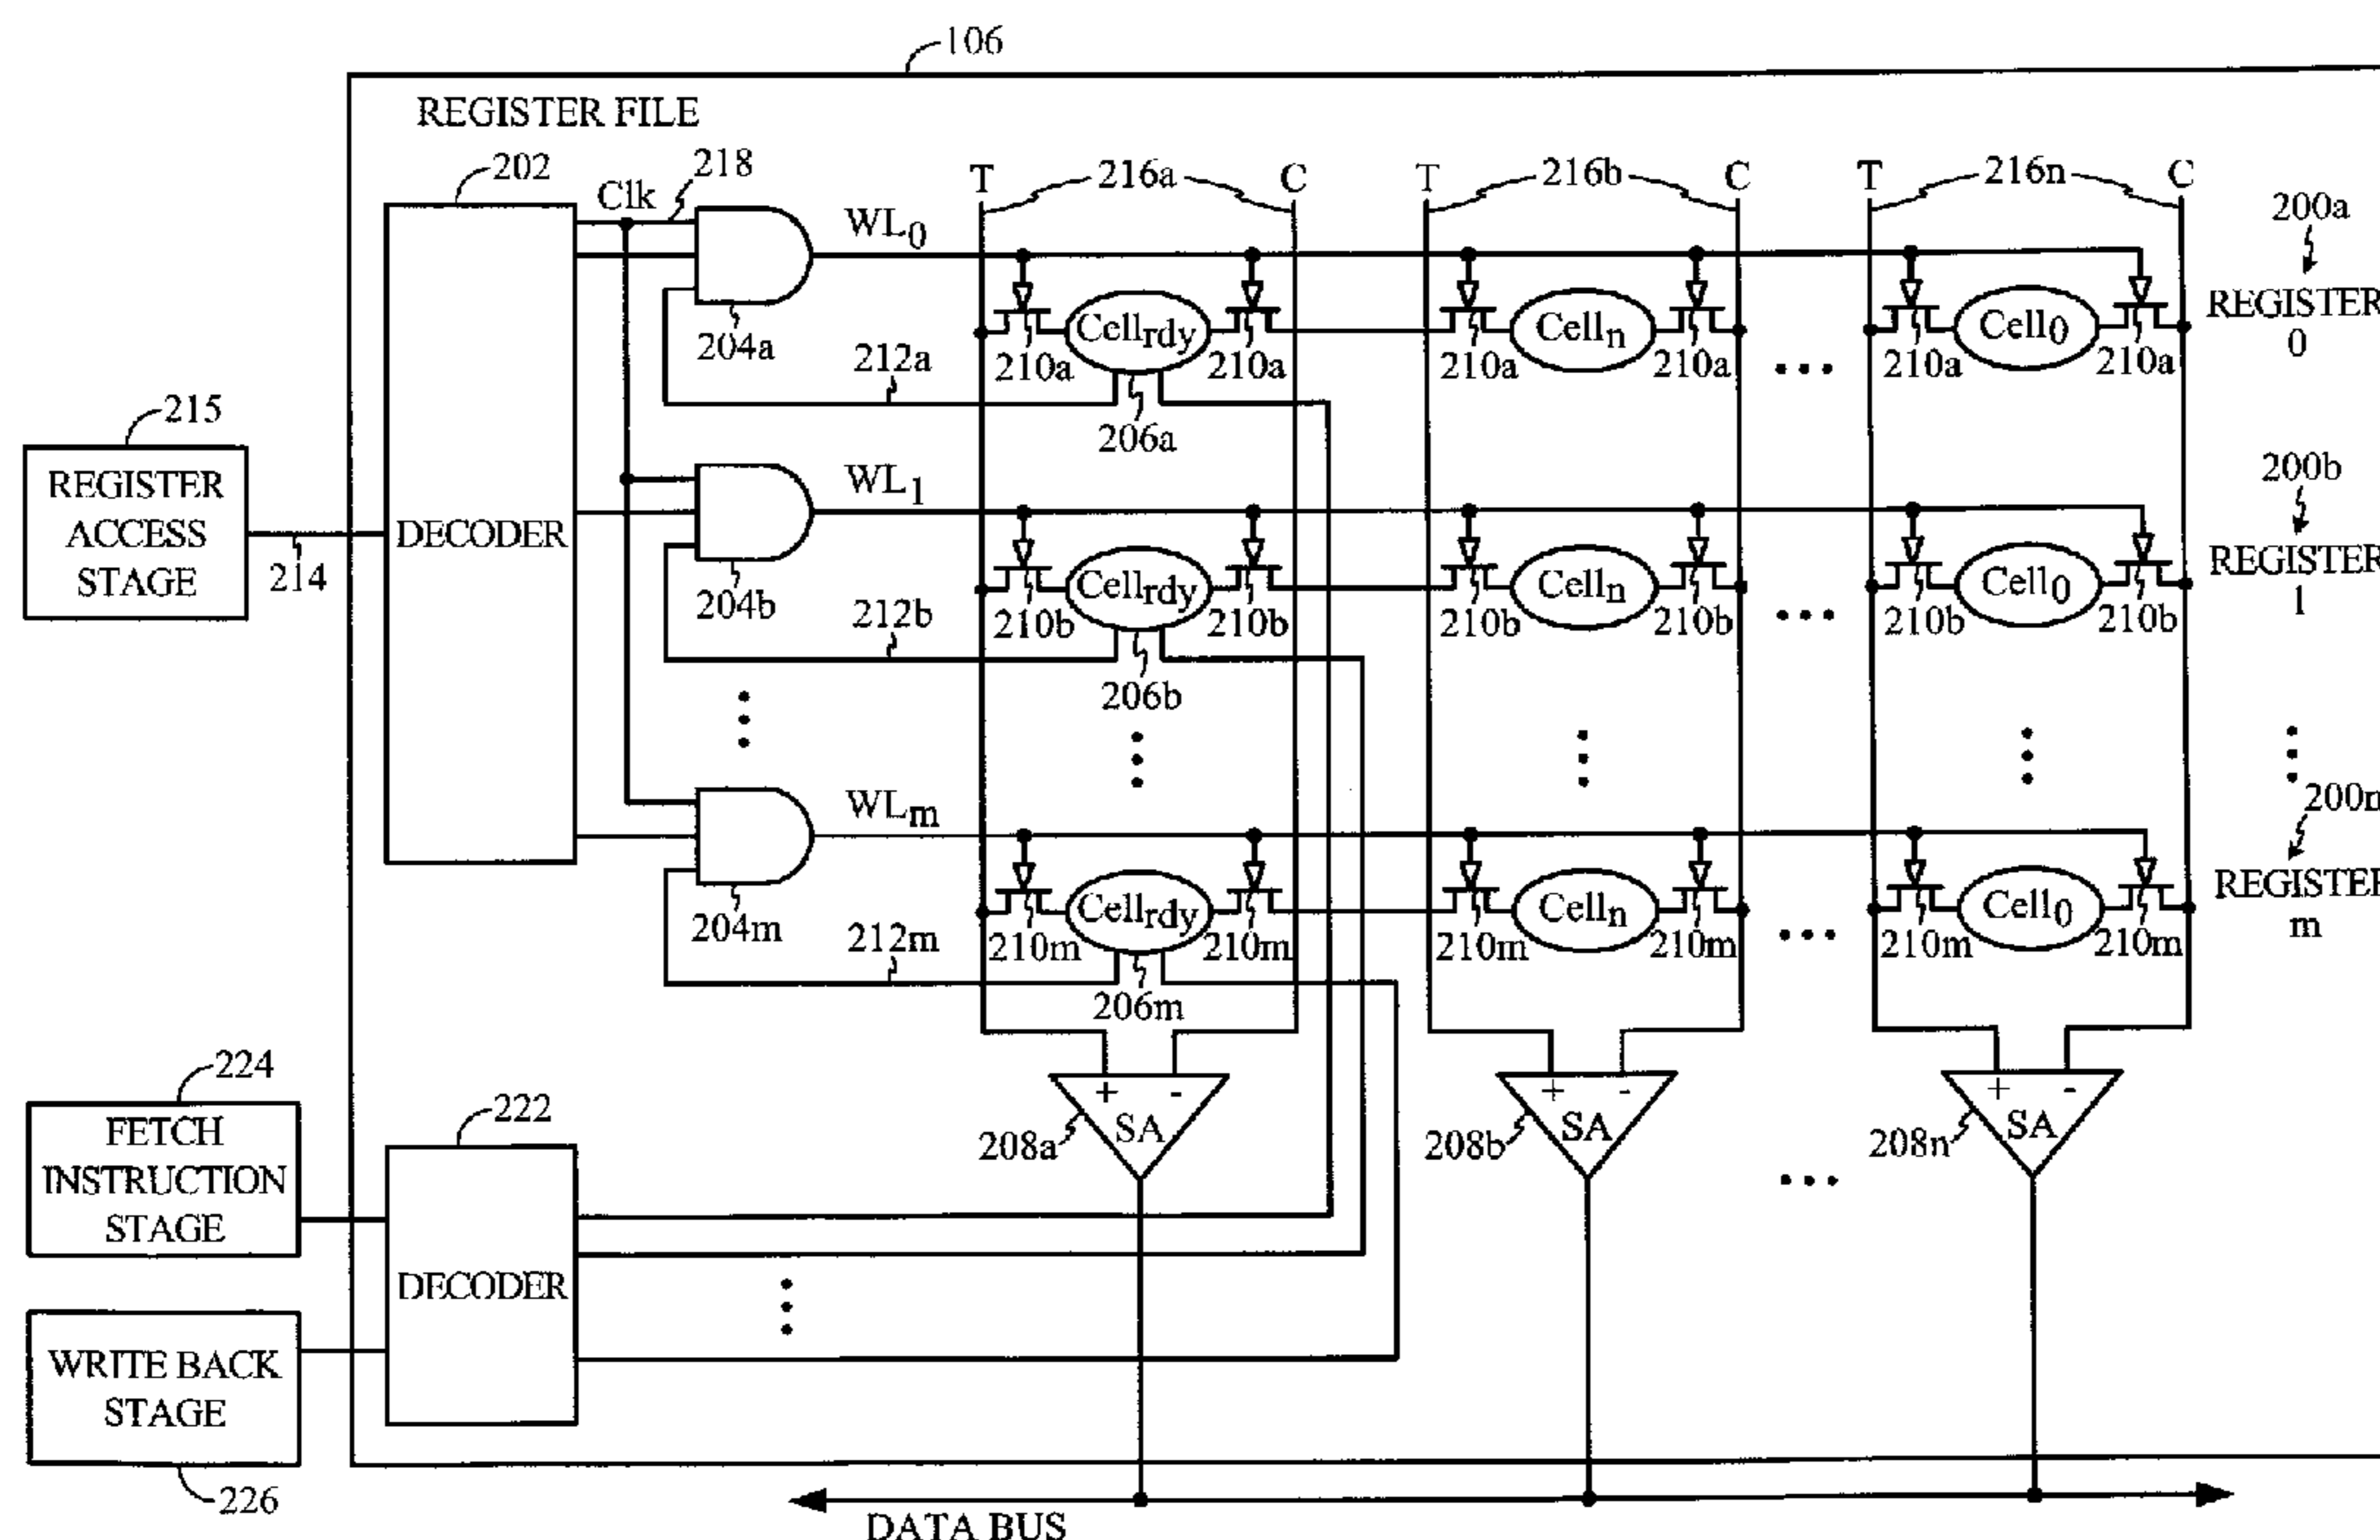 106
REGISTER FILE
202
Clk
218
WL0
T
216a
C
T
216b
C
T
216n
C
200a
REGISTER
0
204a
212a
210a
Cellrdy
210a
210a
Celln
210a
210a
Cell0
210a
206a
215
REGISTER
ACCESS
STAGE
214
DECODER
WL1
204b
212b
210b
Cellrdy
210b
210b
Celln
210b
210b
Cell0
210b
200b
REGISTER
1
206b
WLm
204m
212m
210m
Cellrdy
210m
210m
Celln
210m
210m
Cell0
210m
REGISTER
m
206m
224
FETCH
INSTRUCTION
STAGE
222
DECODER
+ -
SA
208a
+ -
SA
208b
+ -
SA
208n
WRITE BACK
STAGE
226
DATA BUS